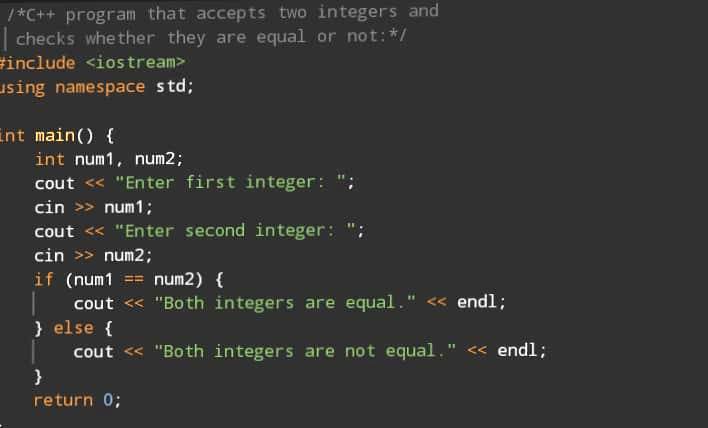 /*C++ program that accepts two integers and
checks whether they are equal or not:*/
#include <iostream>
using namespace std;
int main() {
int num1, num2;
cout << "Enter first integer: ";
cin >> num1;
cout << "Enter second integer: ";
cin >> num2;
if (num1 == num2) {
cout << "Both integers are equal." << endl;
} else {
cout << "Both integers are not equal." << endl;
}
return 0;